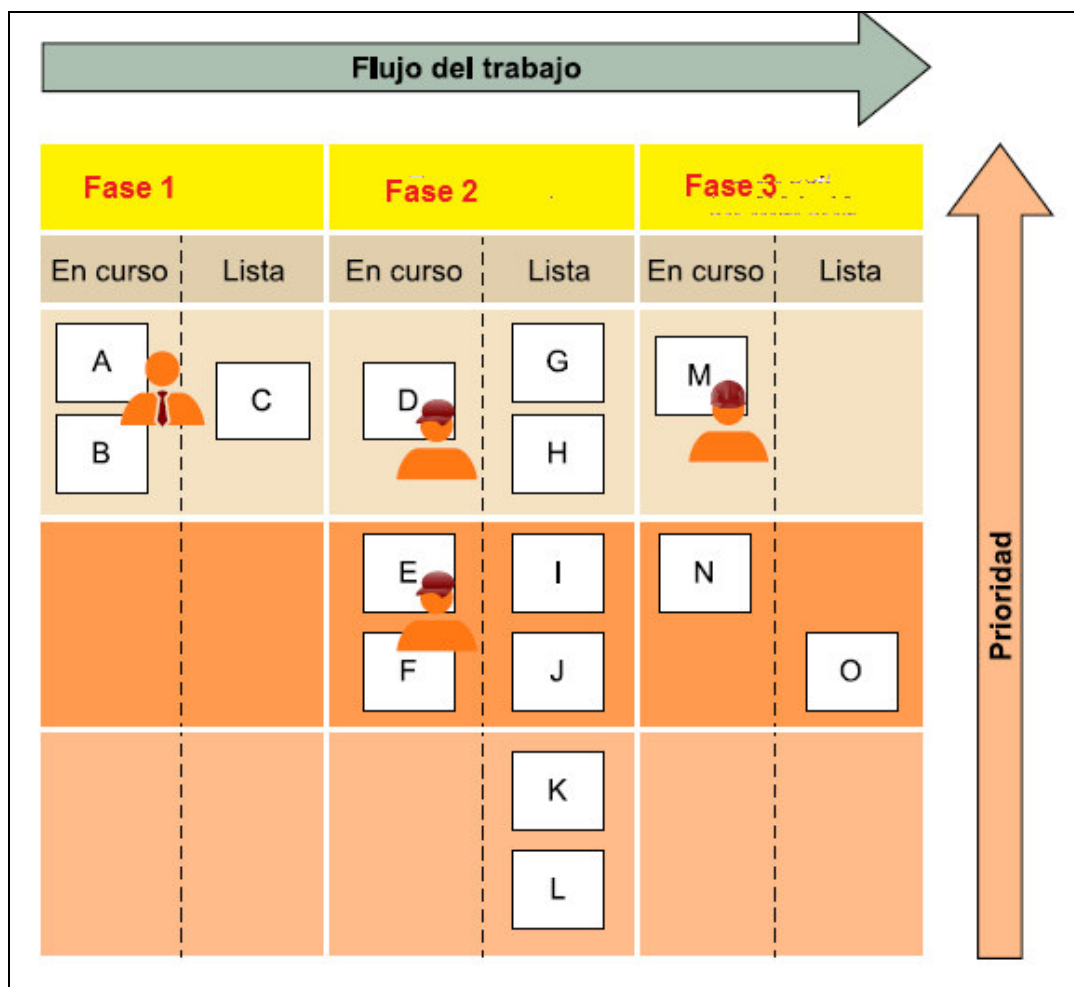 Flujo del trabajo
Fase 1 Fase 2 Fase 3
En curso Lista En curso Lista En curso Lista
A G M
C D
B H
E I N
F J O
K
L
Prioridad